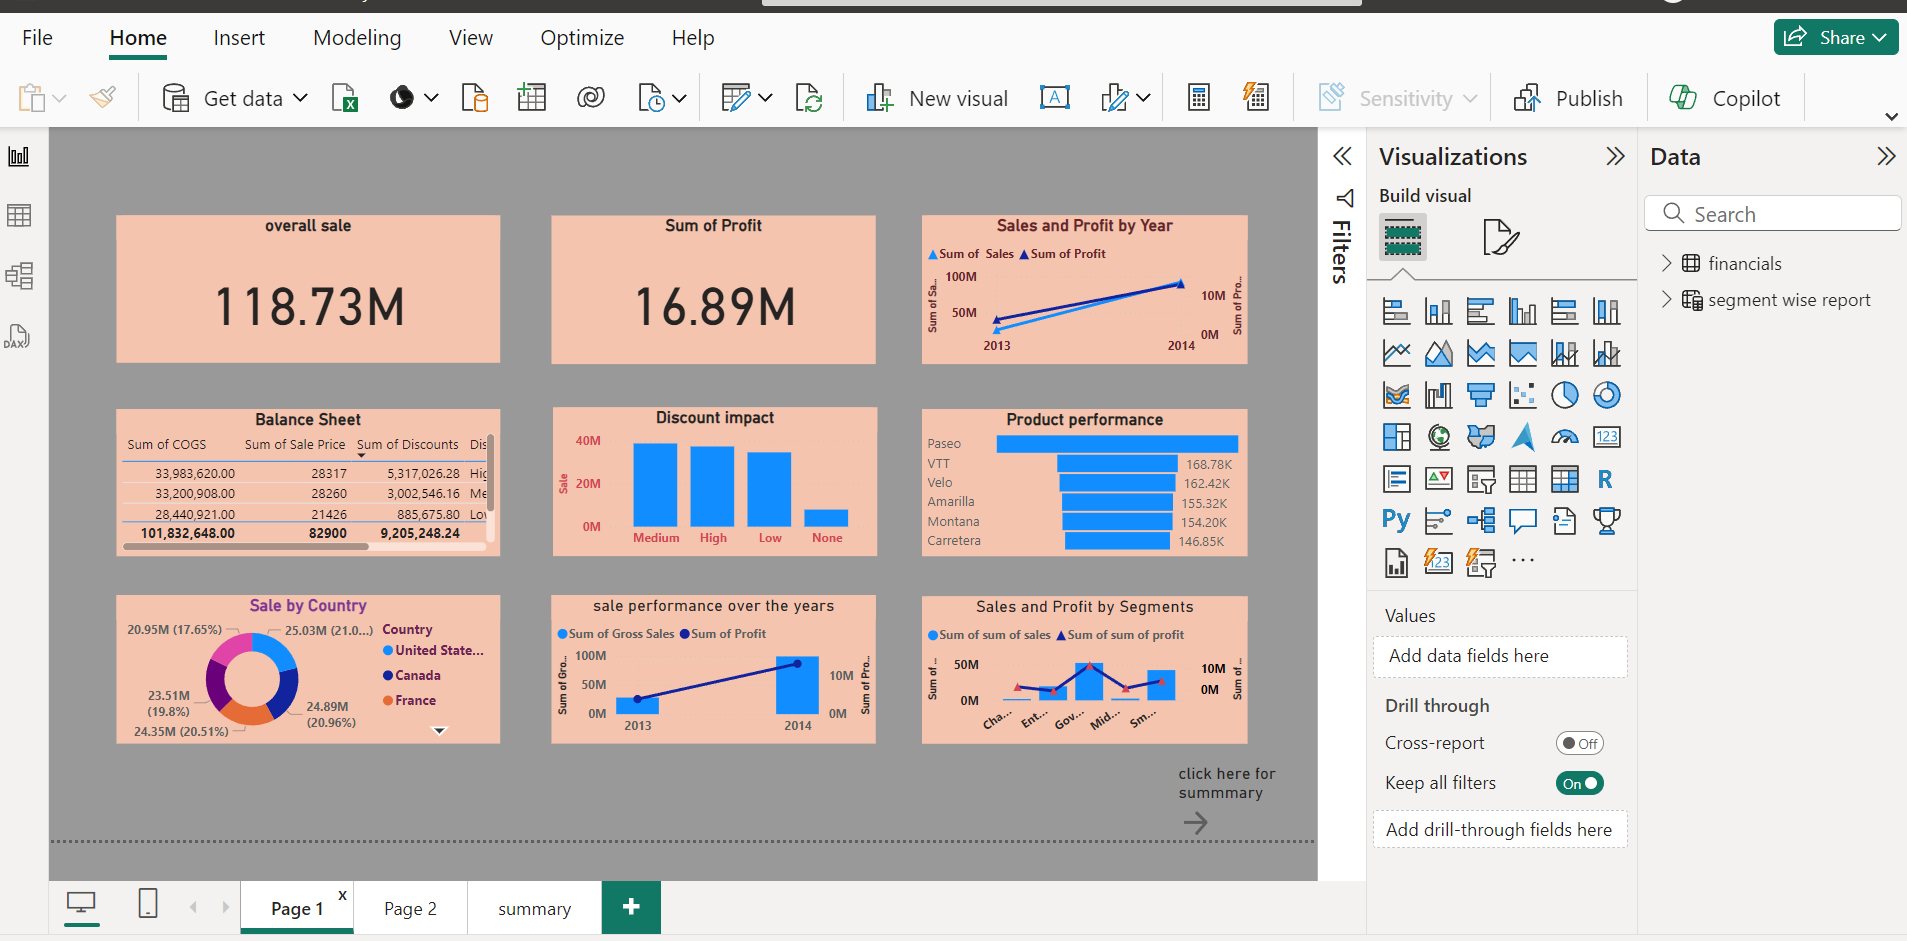 File Home Insert Modeling View Optimize Help Share
Get data New visual Sensitivity Publish Copilot
Filters
Visualizations
Build visual
Data
Search
financials
segment wise report
overall sale
118.73M
Sum of Profit
16.89M
Sales and Profit by Year
Sum of Sales Sum of Profit
Sum of Sa...
100M
50M
10M
0M
Sum of Pro...
2013 2014
Balance Sheet
Sum of COGS Sum of Sale Price Sum of Discounts Dis
33,983,620.00 28317 5,317,026.28 Hig
33,200,908.00 28260 3,002,546.16 Me
28,440,921.00 21426 885,675.80 Lov
101,832,648.00 82900 9,205,248.24
Discount impact
Sale
40M
20M
0M
Medium High Low None
Product performance
Paseo
VTT 168.78K
Velo 162.42K
Amarilla 155.32K
Montana 154.20K
Carretera 146.85K
Sale by Country
20.95M (17.65%)
25.03M (21.0...)
23.51M
(19.8%)
24.89M
(20.96%)
24.35M (20.51%)
Country
United State...
Canada
France
sale performance over the years
Sum of Gross Sales Sum of Profit
Sum of Gro...
100M
50M
0M
10M
0M
Sum of Pro...
2013 2014
Sales and Profit by Segments
Sum of sum of sales Sum of sum of profit
Sum of ...
50M
0M
10M
0M
Sum of ...
Cha... Ent... Gov... Mid... Sm...
click here for
summmary
R
Py
123
123
DAX
A
Values
Add data fields here
Drill through
Cross-report Off
Keep all filters On
Add drill-through fields here
Page 1 x Page 2 summary +